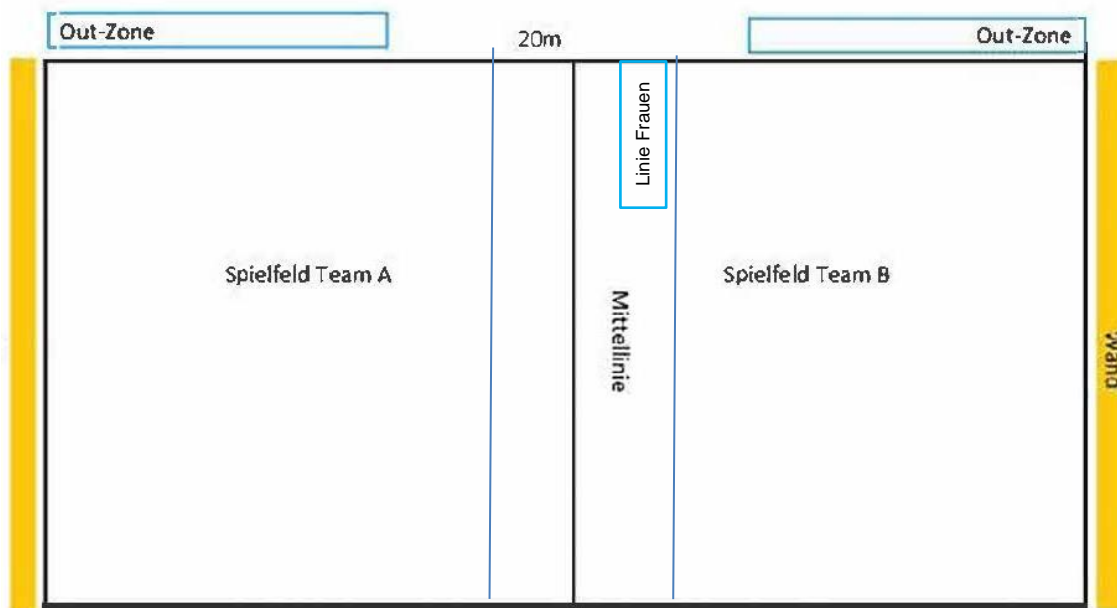 Out-Zone
20m
Out-Zone
Linie Frauen
Spielfeld Team A
Spielfeld Team B
Mittellinie
Wand